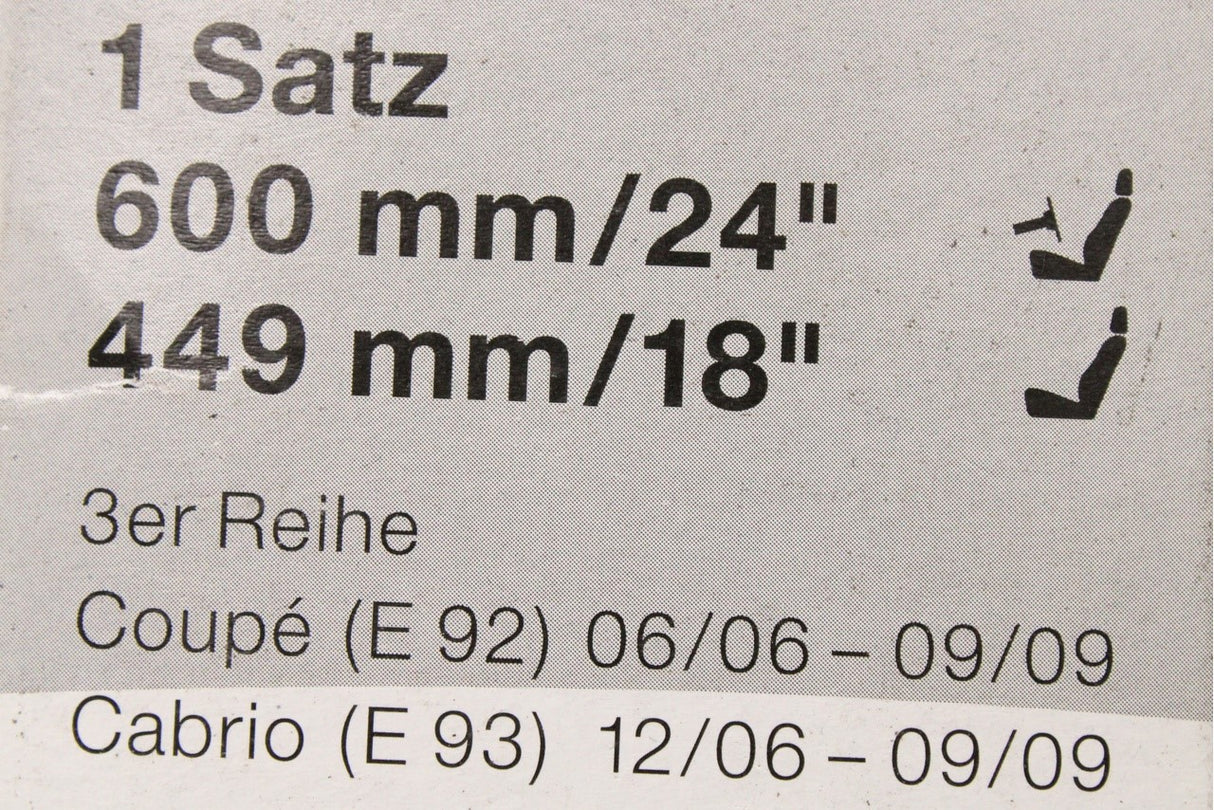 1 Satz
600 mm/24"
449 mm/18"
3er Reihe
Coupé (E 92) 06/06 – 09/09
Cabrio (E 93) 12/06 – 09/09